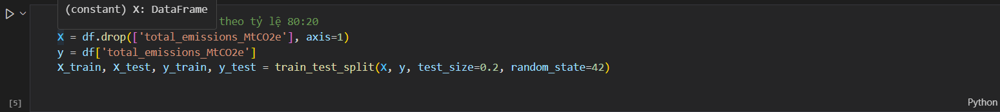 (constant) X: DataFrame
theo tỷ lệ 80:20
X = df.drop(['total_emissions_MtCO2e'], axis=1)
y = df['total_emissions_MtCO2e']
X_train, X_test, y_train, y_test = train_test_split(X, y, test_size=0.2, random_state=42)
[5]
Python